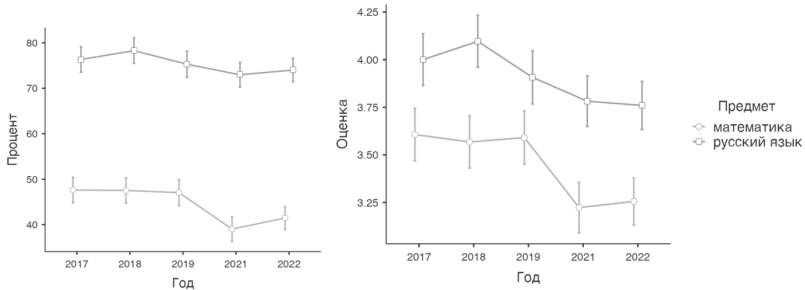 80
70
60
50
40
Процент
2017 2018 2019 2021 2022
Год
4.25
4.00
3.75
3.50
3.25
Оценка
2017 2018 2019 2021 2022
Год
Предмет
математика
русский язык